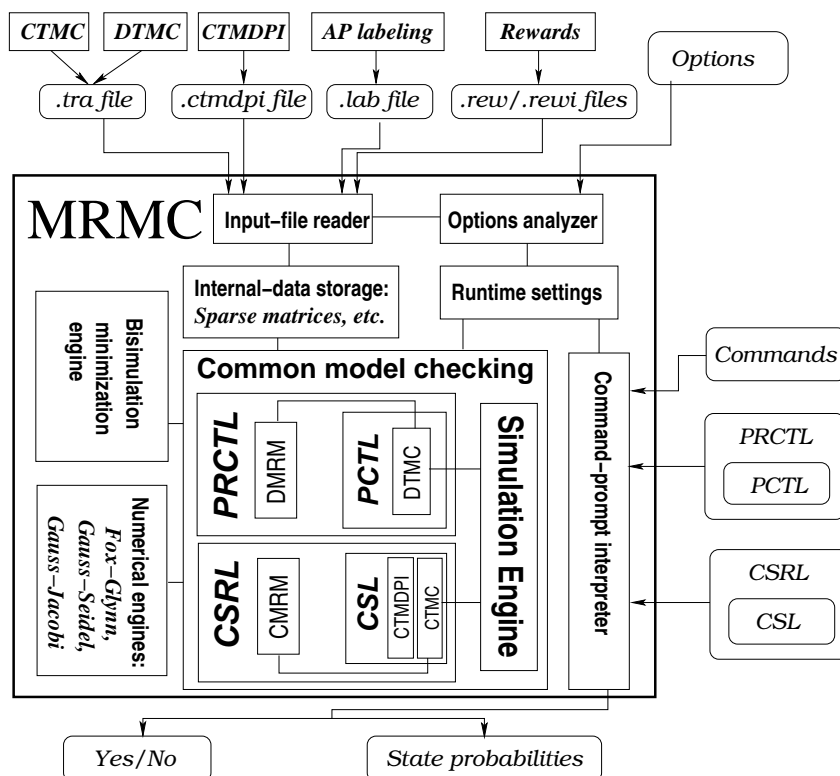 CTMC
DTMC
CTMDPI
AP labeling
Rewards
Options
.tra file
.ctmdpi file
.lab file
.rew/.rewi files
MRMC
Input–file reader
Options analyzer
Internal–data storage:
Sparse matrices, etc.
Runtime settings
Bisimulation
minimization
engine
Common model checking
PRCTL
DMRM
PCTL
DTMC
Simulation Engine
Command–prompt interpreter
Commands
PRCTL
PCTL
Numerical engines:
Fox–Glynn,
Gauss–Seidel,
Gauss–Jacobi
CSRL
CMRM
CSL
CTMDPI
CTMC
CSRL
CSL
Yes/No
State probabilities